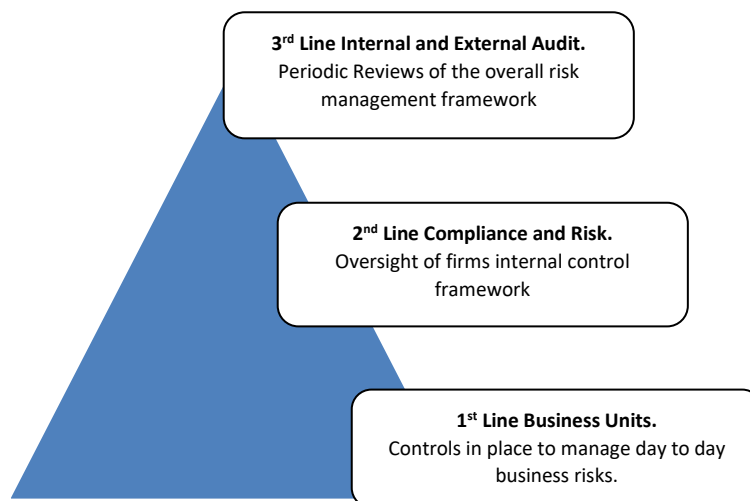 3rd Line Internal and External Audit.
Periodic Reviews of the overall risk
management framework
2nd Line Compliance and Risk.
Oversight of firms internal control
framework
1st Line Business Units.
Controls in place to manage day to day
business risks.